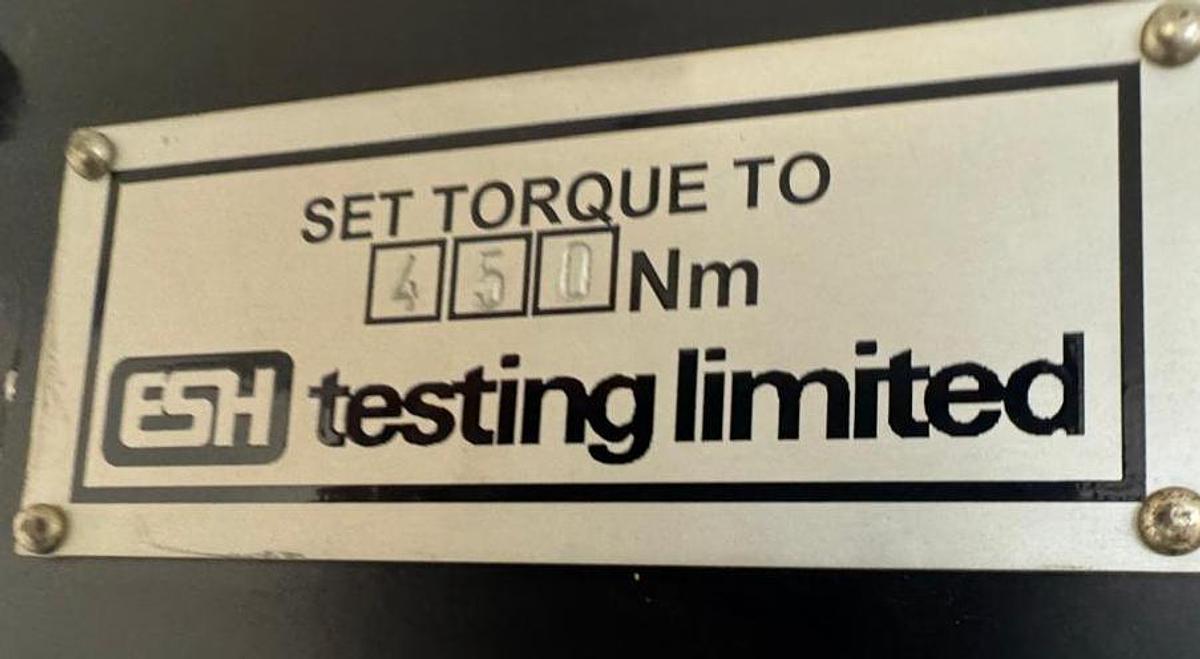 SET TORQUE TO
450 Nm
ESH testing limited